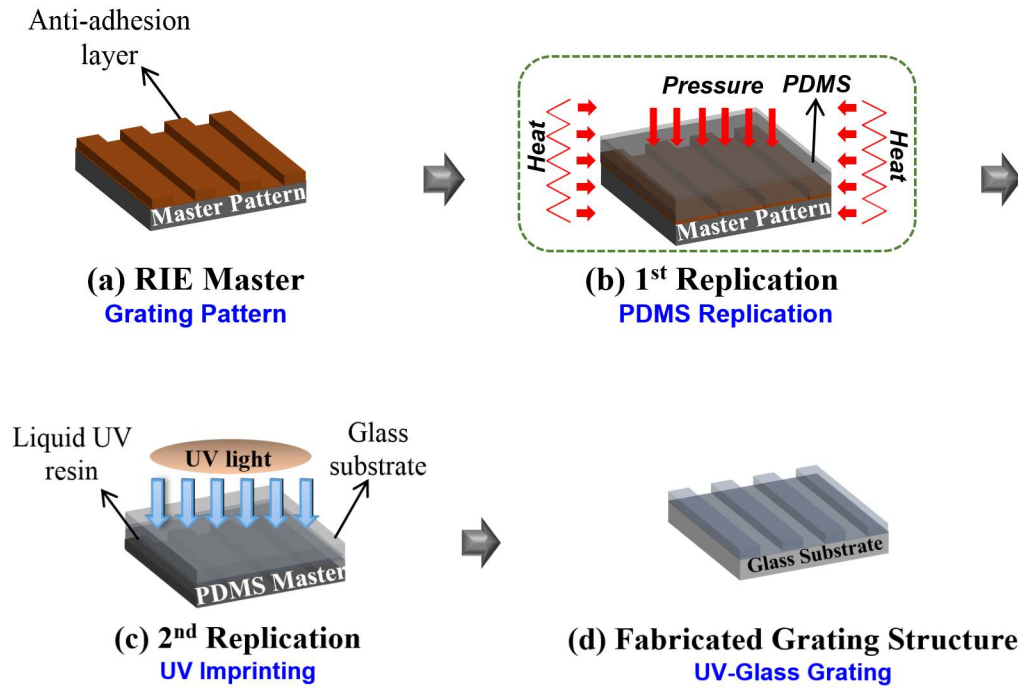 Anti-adhesion
layer
Master Pattern
(a) RIE Master
Grating Pattern
Pressure
PDMS
Heat
Heat
Master Pattern
(b) 1st Replication
PDMS Replication
Liquid UV
resin
UV light
Glass
substrate
PDMS Master
(c) 2nd Replication
UV Imprinting
Glass Substrate
(d) Fabricated Grating Structure
UV-Glass Grating